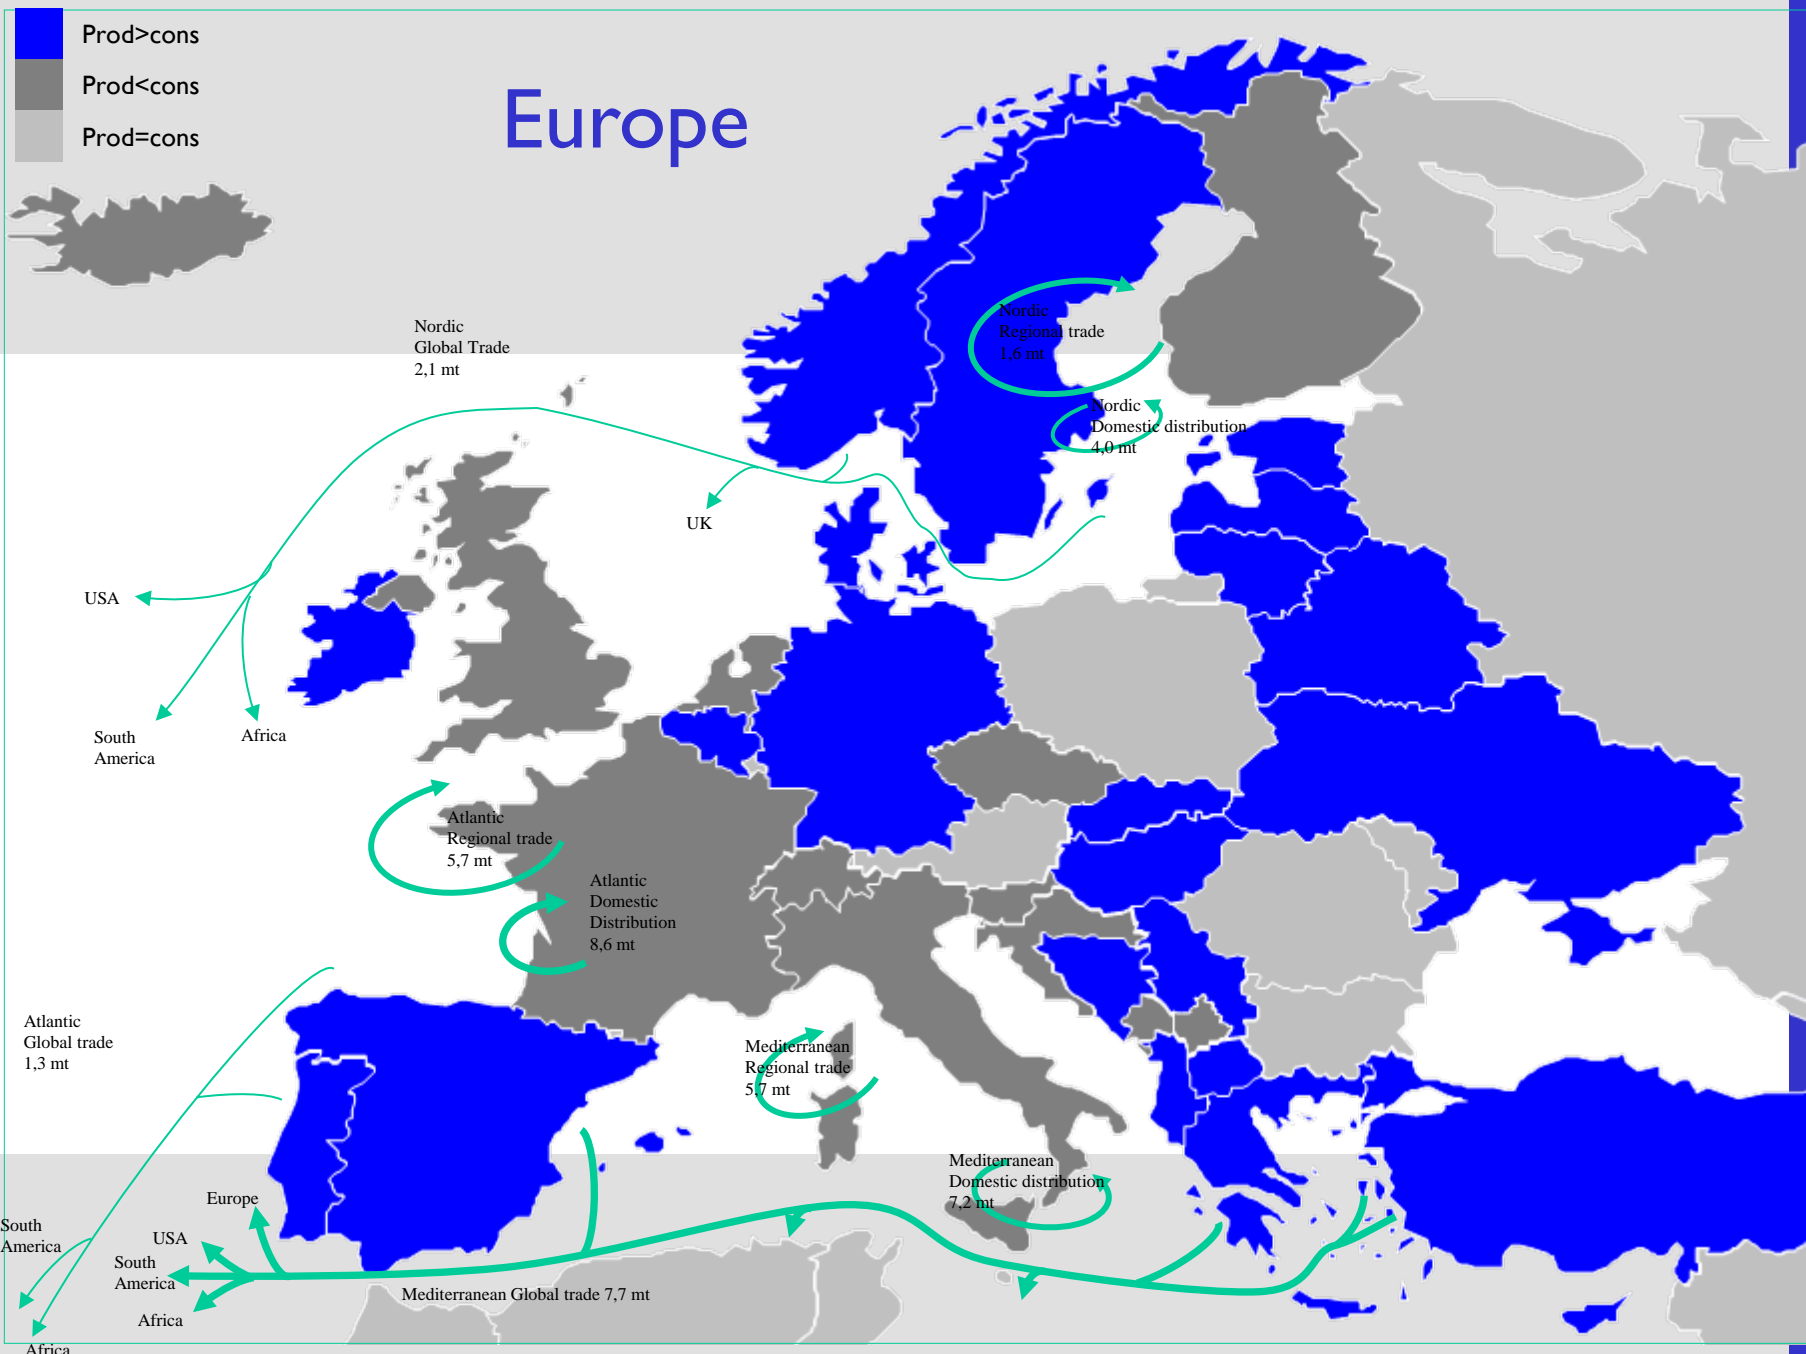 Prod>cons
Prod<cons
Prod=cons
Europe
Nordic
Global Trade
2,1 mt
Nordic
Regional trade
1,6 mt
Nordic
Domestic distribution
4,0 mt
UK
USA
South
America
Africa
Atlantic
Regional trade
5,7 mt
Atlantic
Domestic
Distribution
8,6 mt
Atlantic
Global trade
1,3 mt
Mediterranean
Regional trade
5,7 mt
Mediterranean
Domestic distribution
7,2 mt
Europe
South
America
USA
South
America
Africa
Mediterranean Global trade 7,7 mt
Africa